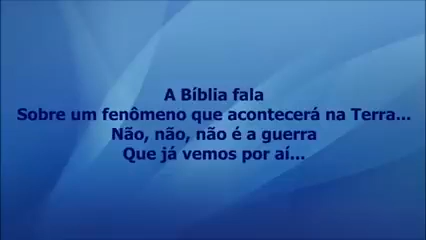 A Bíblia fala
Sobre um fenômeno que acontecerá na Terra...
Não, não, não é a guerra
Que já vemos por aí...